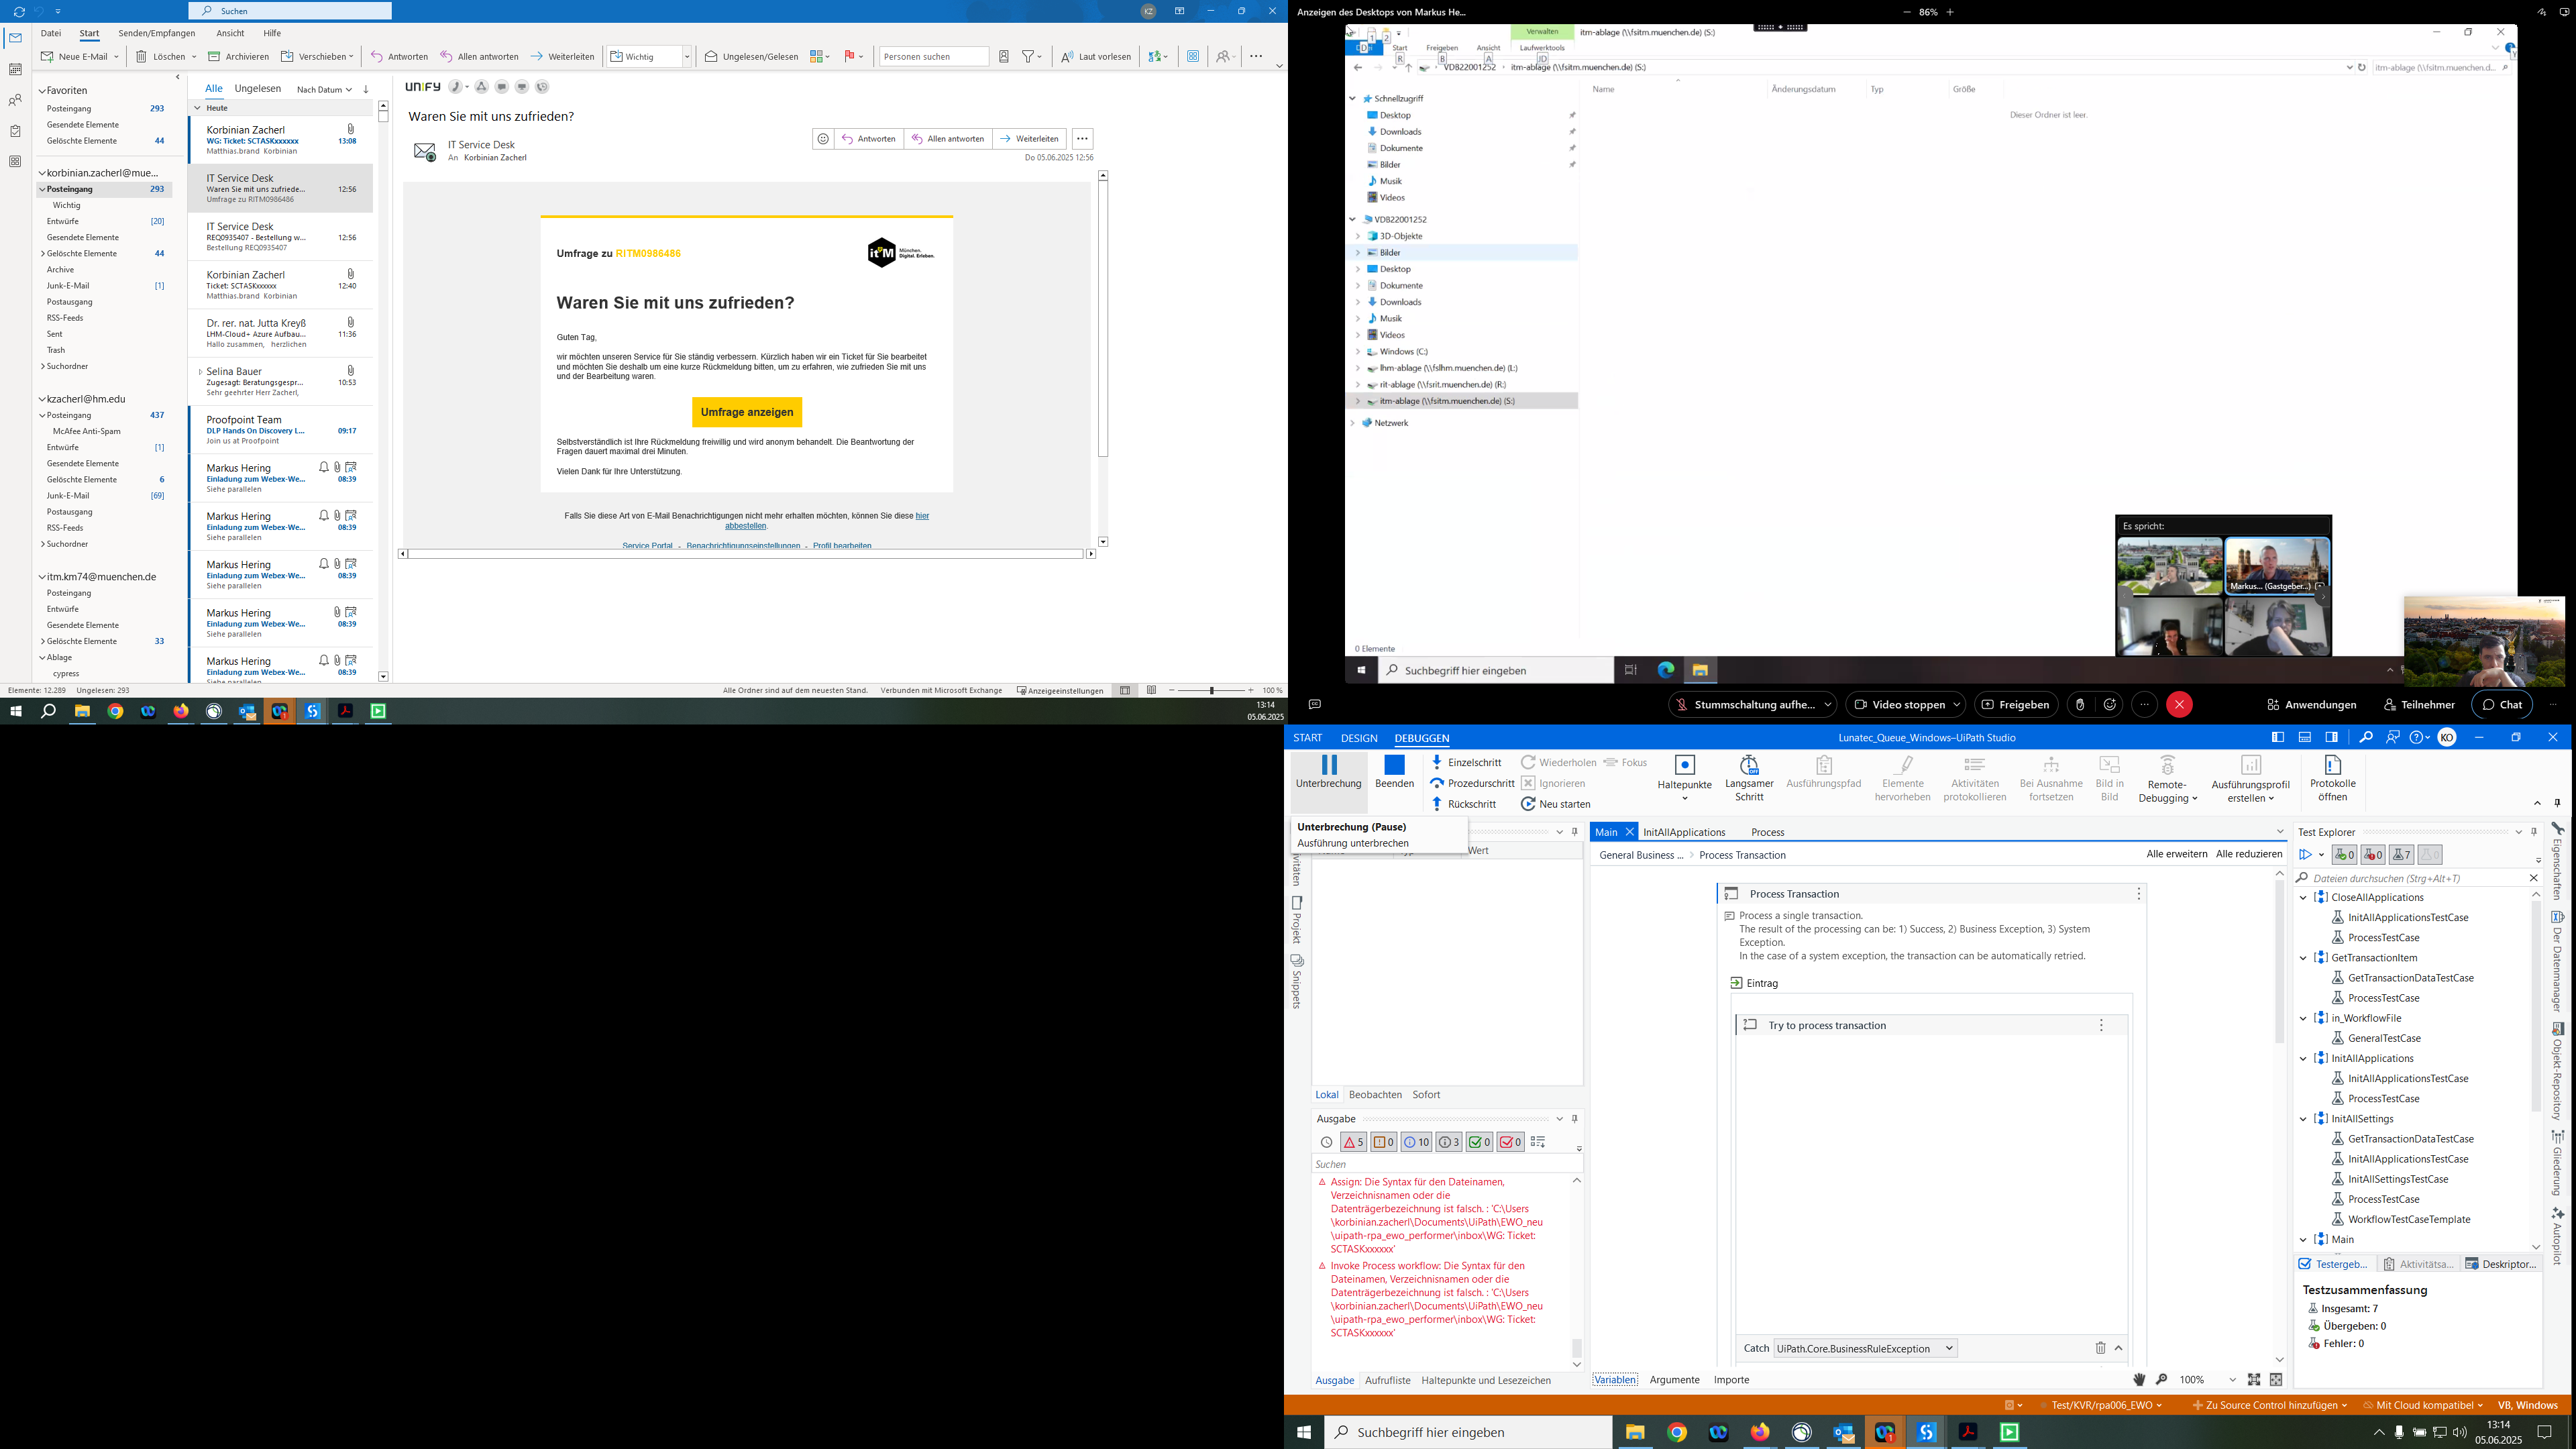 Suchen
KZ
Datei Start Senden/Empfangen Ansicht Hilfe
Neue E-Mail Löschen Archivieren Verschieben Antworten Allen antworten Weiterleiten Wichtig Ungelesen/Gelesen Personen suchen Laut vorlesen
Favoriten
Posteingang 293
Gesendete Elemente
Gelöschte Elemente 44
korbinian.zacherl@mue...
Posteingang 293
Wichtig
Entwürfe [20]
Gesendete Elemente
Gelöschte Elemente 44
Archive
Junk-E-Mail [1]
Postausgang
RSS-Feeds
Sent
Trash
Suchordner
kzacherl@hm.edu
Posteingang 437
McAfee Anti-Spam
Entwürfe [1]
Gesendete Elemente
Gelöschte Elemente 6
Junk-E-Mail [69]
Postausgang
RSS-Feeds
Suchordner
itm.km74@muenchen.de
Posteingang
Entwürfe
Gesendete Elemente
Gelöschte Elemente 33
Ablage
cypress
Alle Ungelesen Nach Datum
Heute
Korbinian Zacherl
WG: Ticket: SCTASKxxxxxx 13:08
Matthias.brand Korbinian
IT Service Desk
Waren Sie mit uns zufriede... 12:56
Umfrage zu RITM0986486
IT Service Desk
REQ0935407 - Bestellung w... 12:56
Bestellung REQ0935407
Korbinian Zacherl
Ticket: SCTASKxxxxxx 12:40
Matthias.brand Korbinian
Dr. rer. nat. Jutta Kreyß
LHM-Cloud+ Azure Aufbau... 11:36
Hallo zusammen, herzlichen
Selina Bauer
Zugesagt: Beratungsgespr... 10:53
Sehr geehrter Herr Zacherl,
Proofpoint Team
DLP Hands On Discovery L... 09:17
Join us at Proofpoint
Markus Hering
Einladung zum Webex-We... 08:39
Siehe parallelen
Markus Hering
Einladung zum Webex-We... 08:39
Siehe parallelen
Markus Hering
Einladung zum Webex-We... 08:39
Siehe parallelen
Markus Hering
Einladung zum Webex-We... 08:39
Siehe parallelen
Markus Hering
Einladung zum Webex-We... 08:39
Siehe parallelen
UNIFY
Waren Sie mit uns zufrieden?
IT Service Desk
An Korbinian Zacherl
Antworten Allen antworten Weiterleiten
Do 05.06.2025 12:56
Umfrage zu RITM0986486
it@M München. Digital. Erleben.
Waren Sie mit uns zufrieden?
Guten Tag,
wir möchten unseren Service für Sie ständig verbessern. Kürzlich haben wir ein Ticket für Sie bearbeitet
und möchten Sie deshalb um eine kurze Rückmeldung bitten, um zu erfahren, wie zufrieden Sie mit uns
und der Bearbeitung waren.
Umfrage anzeigen
Selbstverständlich ist Ihre Rückmeldung freiwillig und wird anonym behandelt. Die Beantwortung der
Fragen dauert maximal drei Minuten.
Vielen Dank für Ihre Unterstützung.
Falls Sie diese Art von E-Mail Benachrichtigungen nicht mehr erhalten möchten, können Sie diese hier
abbestellen.
Service Portal - Benachrichtigungseinstellungen - Profil bearbeiten
Elemente: 12.289 Ungelesen: 293
Alle Ordner sind auf dem neuesten Stand. Verbunden mit Microsoft Exchange Anzeigeeinstellungen 100 %
13:14
05.06.2025
Anzeigen des Desktops von Markus He...
86%
Verwalten itm-ablage (\\fsitm.muenchen.de) (S:)
Start Freigeben Ansicht Laufwerktools
VDB22001252 itm-ablage (\\fsitm.muenchen.de) (S:)
itm-ablage (\\fsitm.muenchen.d...
Name Änderungsdatum Typ Größe
Dieser Ordner ist leer.
Schnellzugriff
Desktop
Downloads
Dokumente
Bilder
Musik
Videos
VDB22001252
3D-Objekte
Bilder
Desktop
Dokumente
Downloads
Musik
Videos
Windows (C:)
lhm-ablage (\\fslhm.muenchen.de) (L:)
rit-ablage (\\fsrit.muenchen.de) (R:)
itm-ablage (\\fsitm.muenchen.de) (S:)
Netzwerk
0 Elemente
Suchbegriff hier eingeben
Es spricht:
Markus... (Gastgeber...)
Stummschaltung aufhe... Video stoppen Freigeben Anwendungen Teilnehmer Chat
START DESIGN DEBUGGEN
Lunatec_Queue_Windows–UiPath Studio
KO
Unterbrechung
Beenden
Einzelschritt
Prozedurschritt
Rückschritt
Wiederholen
Ignorieren
Neu starten
Fokus
Haltepunkte
Langsamer Schritt
Ausführungspfad
Elemente hervorheben
Aktivitäten protokollieren
Bei Ausnahme fortsetzen
Bild in Bild
Remote-Debugging
Ausführungsprofil erstellen
Protokolle öffnen
Unterbrechung (Pause)
Ausführung unterbrechen
Wert
Projekt
Snippets
Lokal Beobachten Sofort
Ausgabe
5 0 10 3 0 0
Suchen
Assign: Die Syntax für den Dateinamen,
Verzeichnisnamen oder die
Datenträgerbezeichnung ist falsch. : 'C:\Users
\korbinian.zacherl\Documents\UiPath\EWO_neu
\uipath-rpa_ewo_performer\inbox\WG: Ticket:
SCTASKxxxxxx'
Invoke Process workflow: Die Syntax für den
Dateinamen, Verzeichnisnamen oder die
Datenträgerbezeichnung ist falsch. : 'C:\Users
\korbinian.zacherl\Documents\UiPath\EWO_neu
\uipath-rpa_ewo_performer\inbox\WG: Ticket:
SCTASKxxxxxx'
Ausgabe Aufrufliste Haltepunkte und Lesezeichen
Main InitAllApplications Process
General Business ... Process Transaction
Alle erweitern Alle reduzieren
Process Transaction
Process a single transaction.
The result of the processing can be: 1) Success, 2) Business Exception, 3) System
Exception.
In the case of a system exception, the transaction can be automatically retried.
Eintrag
Try to process transaction
Catch UiPath.Core.BusinessRuleException
Variablen Argumente Importe
100%
Test Explorer
0 0 7 0
Dateien durchsuchen (Strg+Alt+T)
CloseAllApplications
InitAllApplicationsTestCase
ProcessTestCase
GetTransactionItem
GetTransactionDataTestCase
ProcessTestCase
in_WorkflowFile
GeneralTestCase
InitAllApplications
InitAllApplicationsTestCase
ProcessTestCase
InitAllSettings
GetTransactionDataTestCase
InitAllApplicationsTestCase
InitAllSettingsTestCase
ProcessTestCase
WorkflowTestCaseTemplate
Main
Testergeb... Aktivitätsa... Deskriptor...
Testzusammenfassung
Insgesamt: 7
Übergeben: 0
Fehler: 0
Eigenschaften
Der Datenmanager
Objekt-Repository
Gliederung
Autopilot
Test/KVR/rpa006_EWO Zu Source Control hinzufügen Mit Cloud kompatibel VB, Windows
Suchbegriff hier eingeben
13:14
05.06.2025